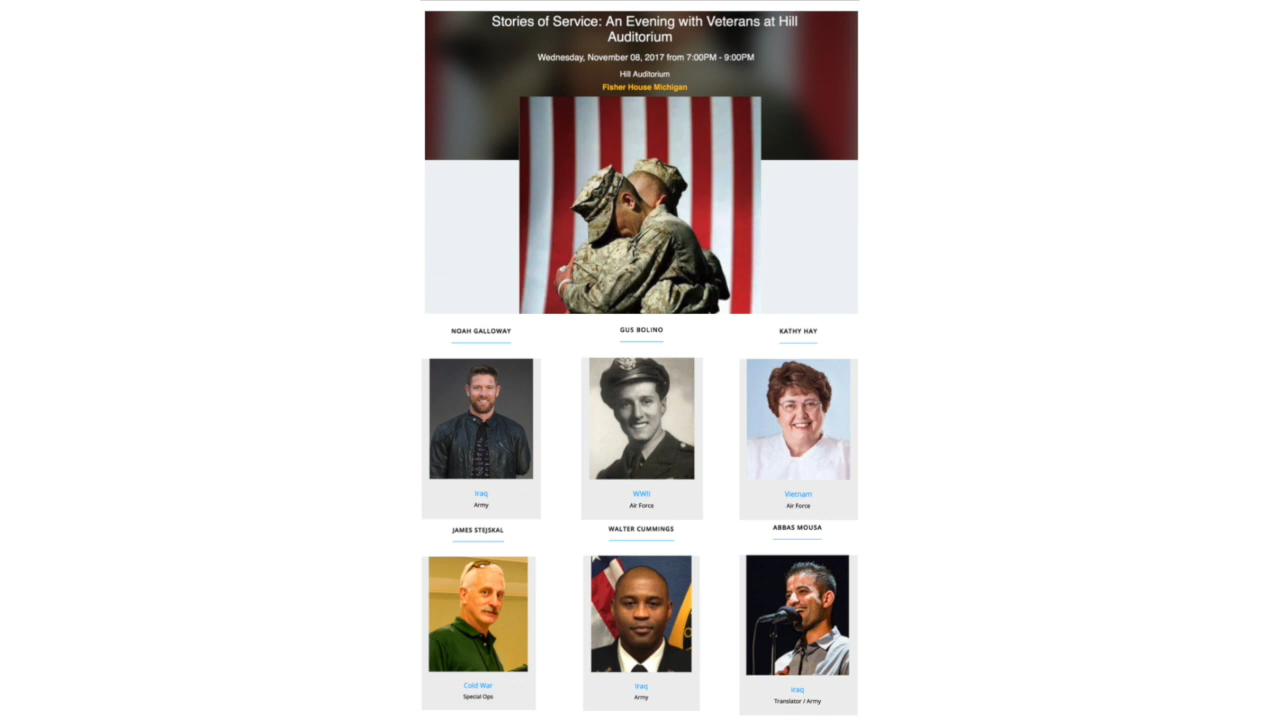 Stories of Service: An Evening with Veterans at Hill
Auditorium
Wednesday, November 08, 2017 from 7:00PM - 9:00PM
Hill Auditorium
Fisher House Michigan
NOAH GALLOWAY
GUS BOLINO
KATHY HAY
Iraq
Army
WWII
Air Force
Vietnam
Air Force
JAMES STEJSKAL
WALTER CUMMINGS
ABBAS MOUSA
Cold War
Special Ops
Iraq
Army
Iraq
Translator / Army